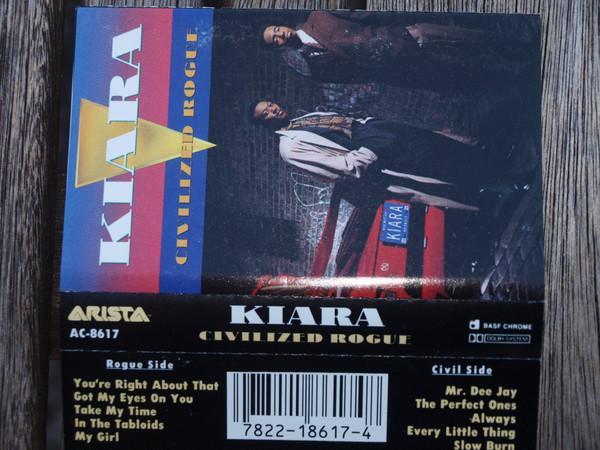 KIARA
CIVILIZED ROGUE
KIARA
ARISTA
AC-8617
KIARA
CIVILIZED ROGUE
BASF CHROME
DOLBY SYSTEM
Rogue Side
You're Right About That
Got My Eyes On You
Take My Time
In The Tabloids
My Girl
7822-18617-4
Civil Side
Mr. Dee Jay
The Perfect Ones
Always
Every Little Thing
Slow Burn